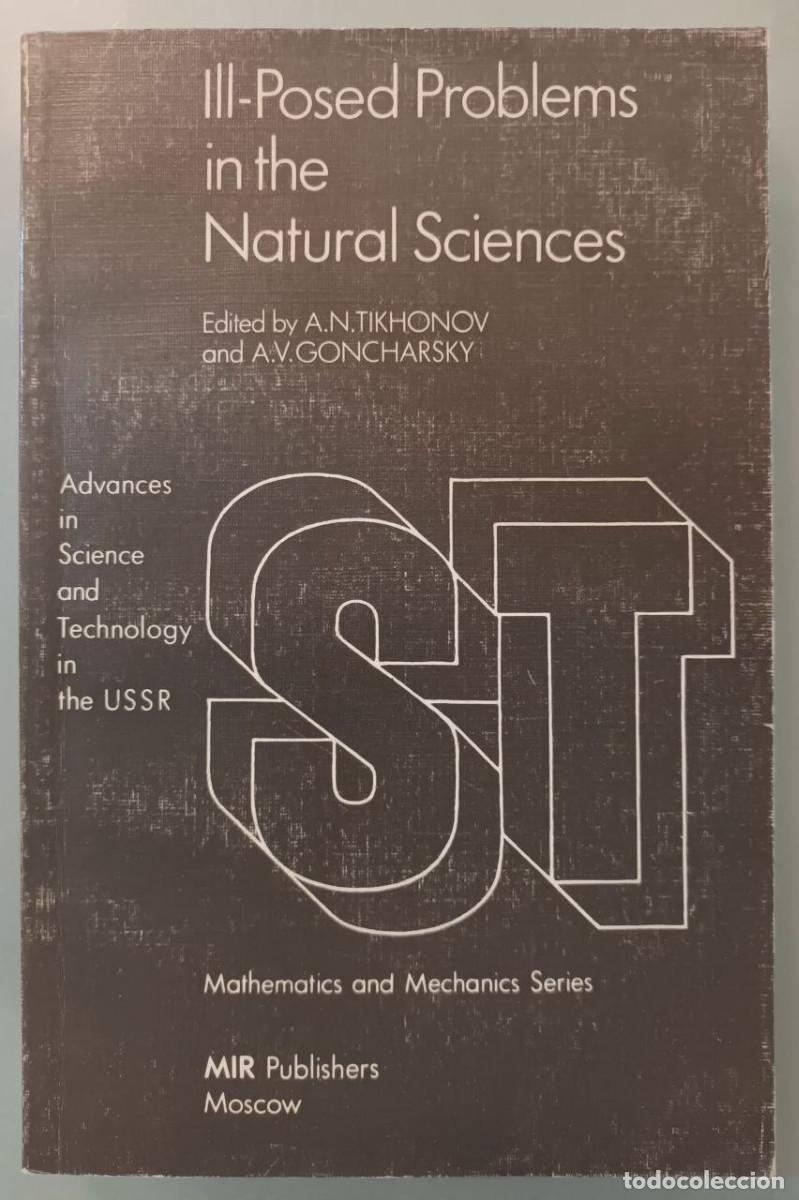 Ill-Posed Problems
in the
Natural Sciences
Edited by A.N.TIKHONOV
and A.V.GONCHARSKY
Advances
in
Science
and
Technology
in
the USSR
ST
Mathematics and Mechanics Series
MIR Publishers
Moscow
todocoleccion